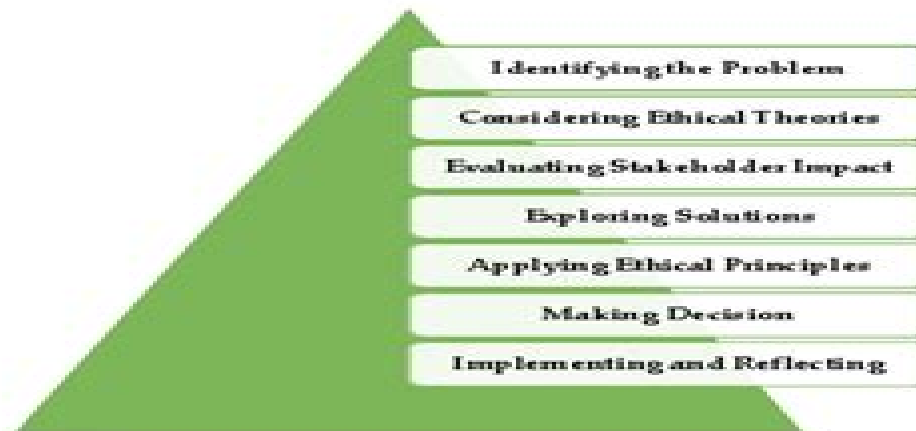 Identifying the Problem
Considering Ethical Theories
Evaluating Stakeholder Impact
Exploring Solutions
Applying Ethical Principles
Making Decision
Implementing and Reflecting